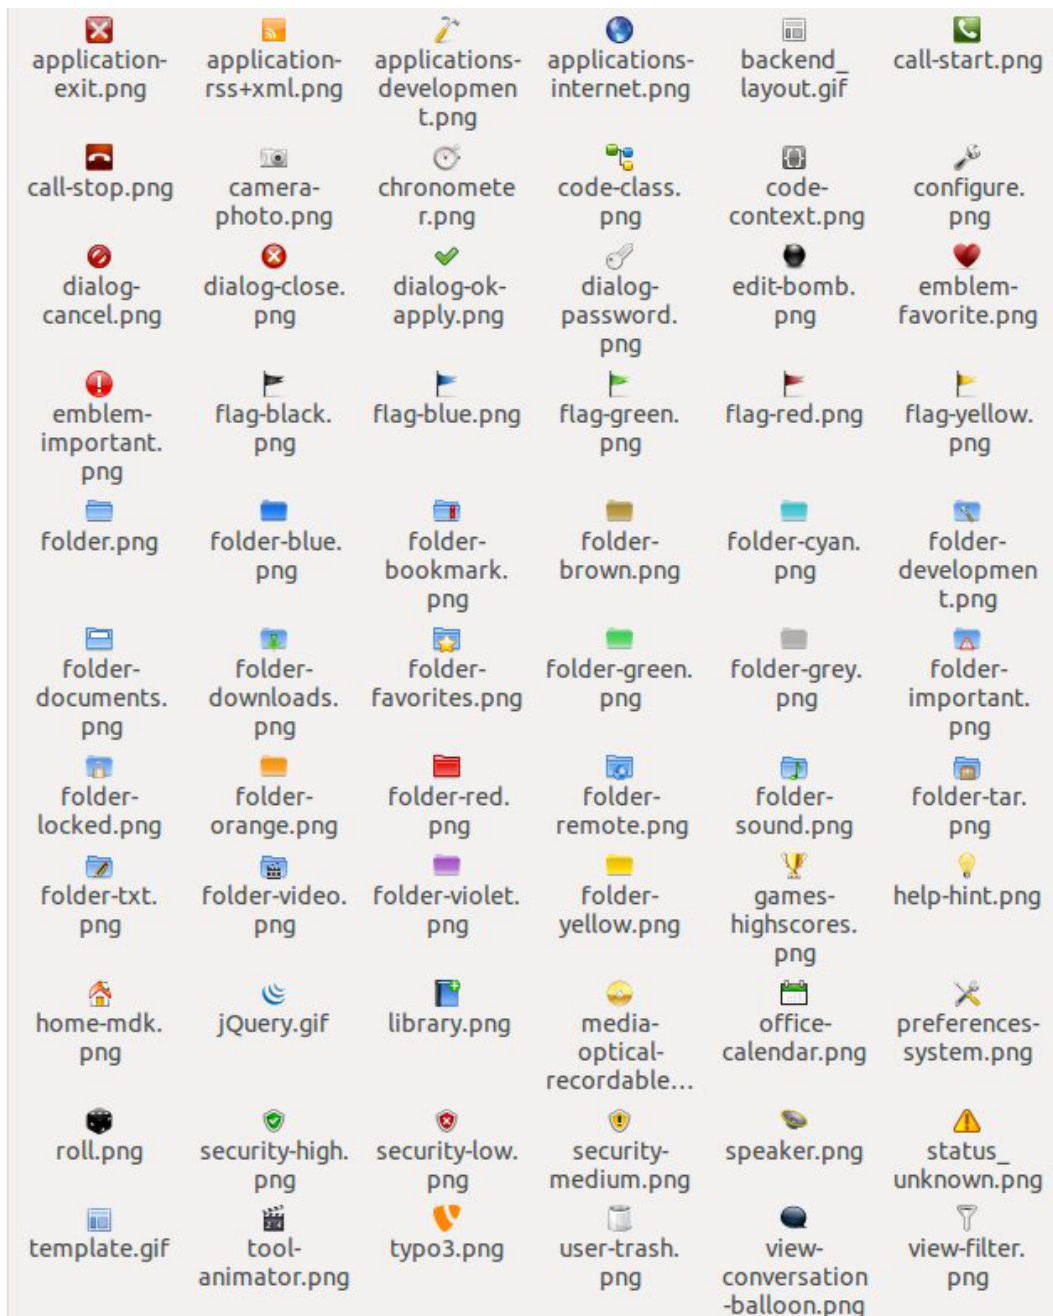 application-
exit.png
application-
rss+xml.png
applications-
developmen
t.png
applications-
internet.png
backend_
layout.gif
call-start.png
call-stop.png
camera-
photo.png
chronomete
r.png
code-class.
png
code-
context.png
configure.
png
dialog-
cancel.png
dialog-close.
png
dialog-ok-
apply.png
dialog-
password.
png
edit-bomb.
png
emblem-
favorite.png
emblem-
important.
png
flag-black.
png
flag-blue.png
flag-green.
png
flag-red.png
flag-yellow.
png
folder.png
folder-blue.
png
folder-
bookmark.
png
folder-
brown.png
folder-cyan.
png
folder-
developmen
t.png
folder-
documents.
png
folder-
downloads.
png
folder-
favorites.png
folder-green.
png
folder-grey.
png
folder-
important.
png
folder-
locked.png
folder-
orange.png
folder-red.
png
folder-
remote.png
folder-
sound.png
folder-tar.
png
folder-txt.
png
folder-video.
png
folder-violet.
png
folder-
yellow.png
games-
highscores.
png
help-hint.png
home-mdk.
png
jQuery.gif
library.png
media-
optical-
recordable...
office-
calendar.png
preferences-
system.png
roll.png
security-high.
png
security-low.
png
security-
medium.png
speaker.png
status_
unknown.png
template.gif
tool-
animator.png
typo3.png
user-trash.
png
view-
conversation
-balloon.png
view-filter.
png